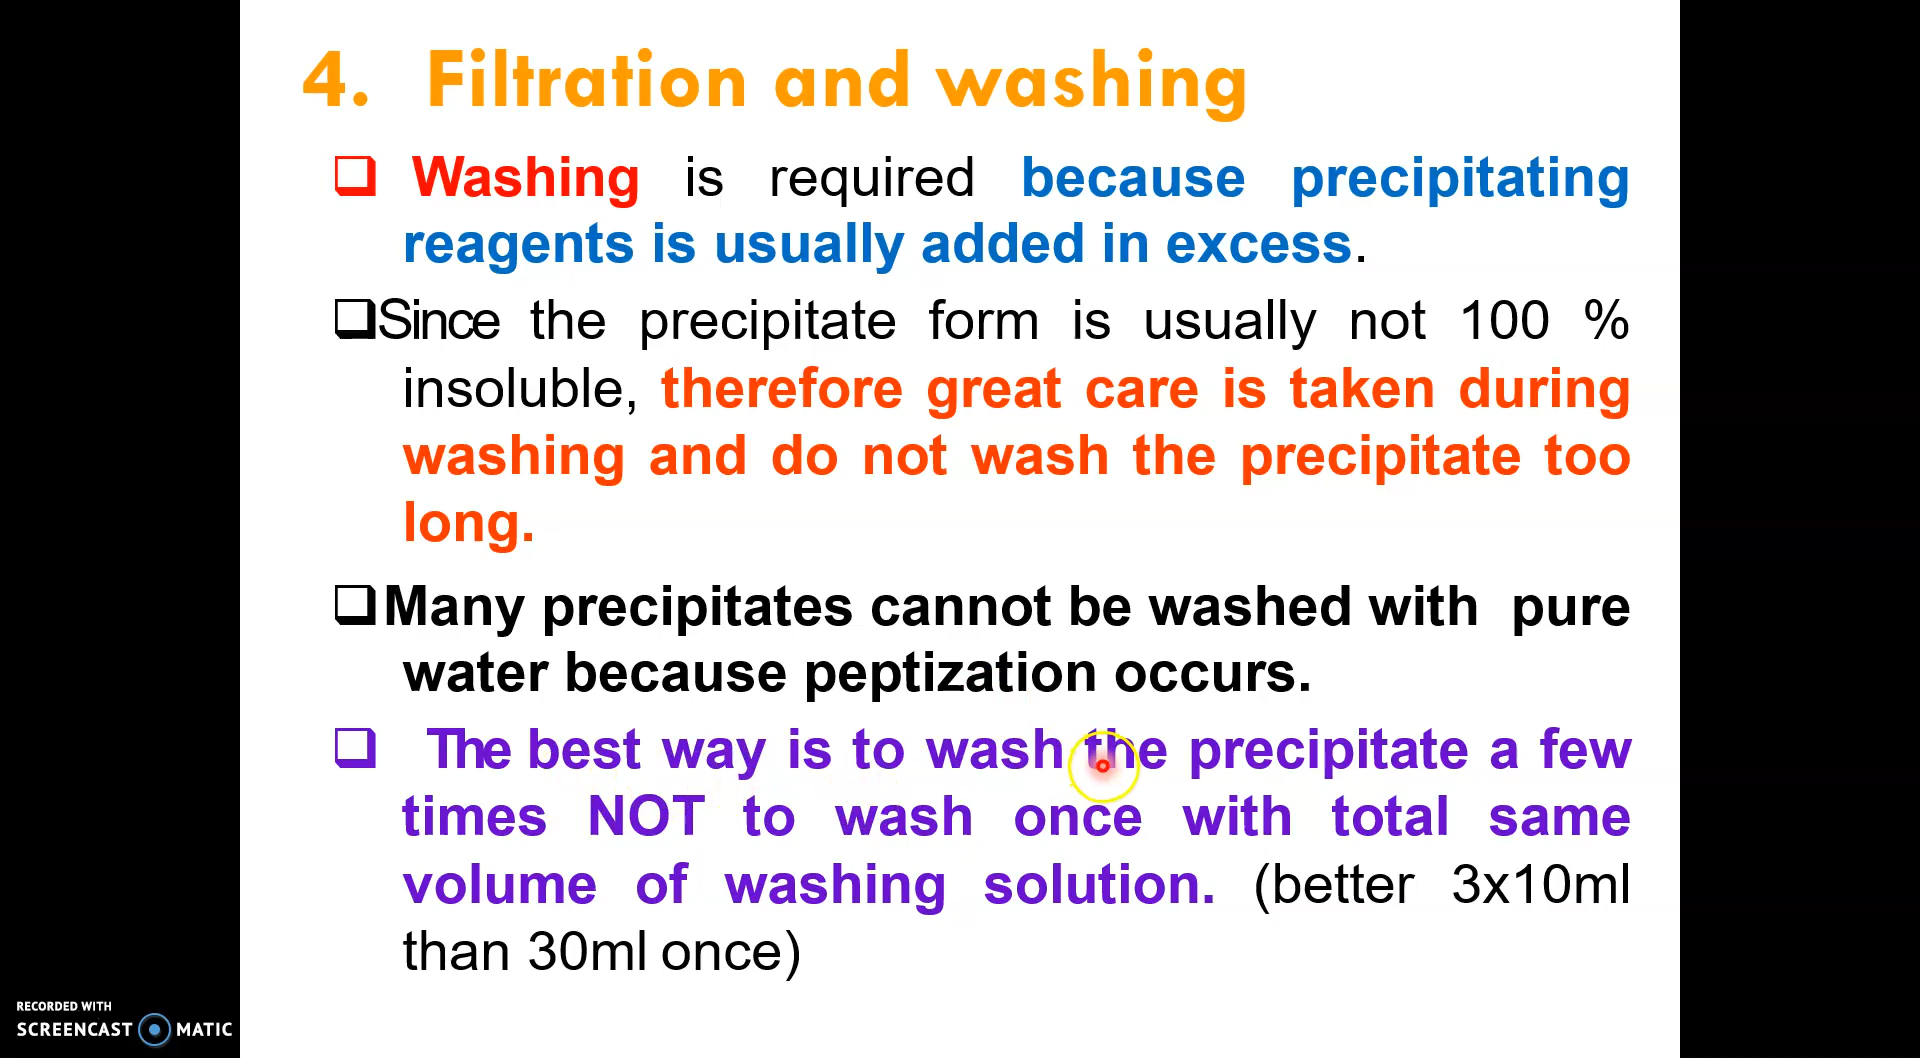 4. Filtration and washing
Washing is required because precipitating
reagents is usually added in excess.
Since the precipitate form is usually not 100 %
insoluble, therefore great care is taken during
washing and do not wash the precipitate too
long.
Many precipitates cannot be washed with pure
water because peptization occurs.
The best way is to wash the precipitate a few
times NOT to wash once with total same
volume of washing solution. (better 3x10ml
than 30ml once)
RECORDED WITH
SCREENCAST MATIC